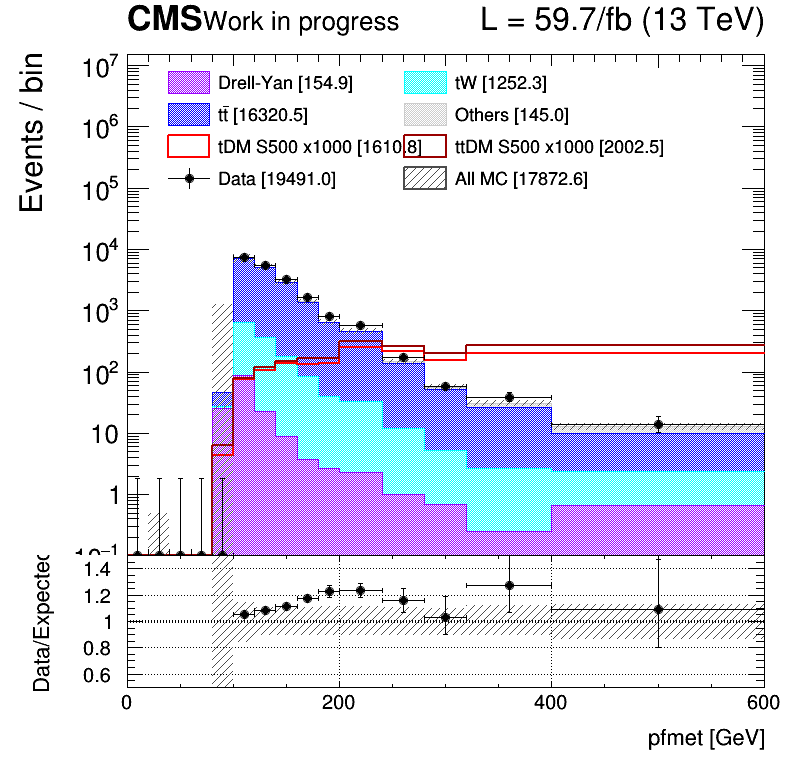 CMS Work in progress L = 59.7/fb (13 TeV)
Events / bin
10⁷
10⁶
10⁵
10⁴
10³
10²
10
1
10⁻¹
Drell-Yan [154.9] tW [1252.3]
tt̄ [16320.5] Others [145.0]
tDM S500 x1000 [1610.8] ttDM S500 x1000 [2002.5]
Data [19491.0] All MC [17872.6]
Data/Expected
1.4
1.2
1
0.8
0.6
0 200 400 600
pfmet [GeV]